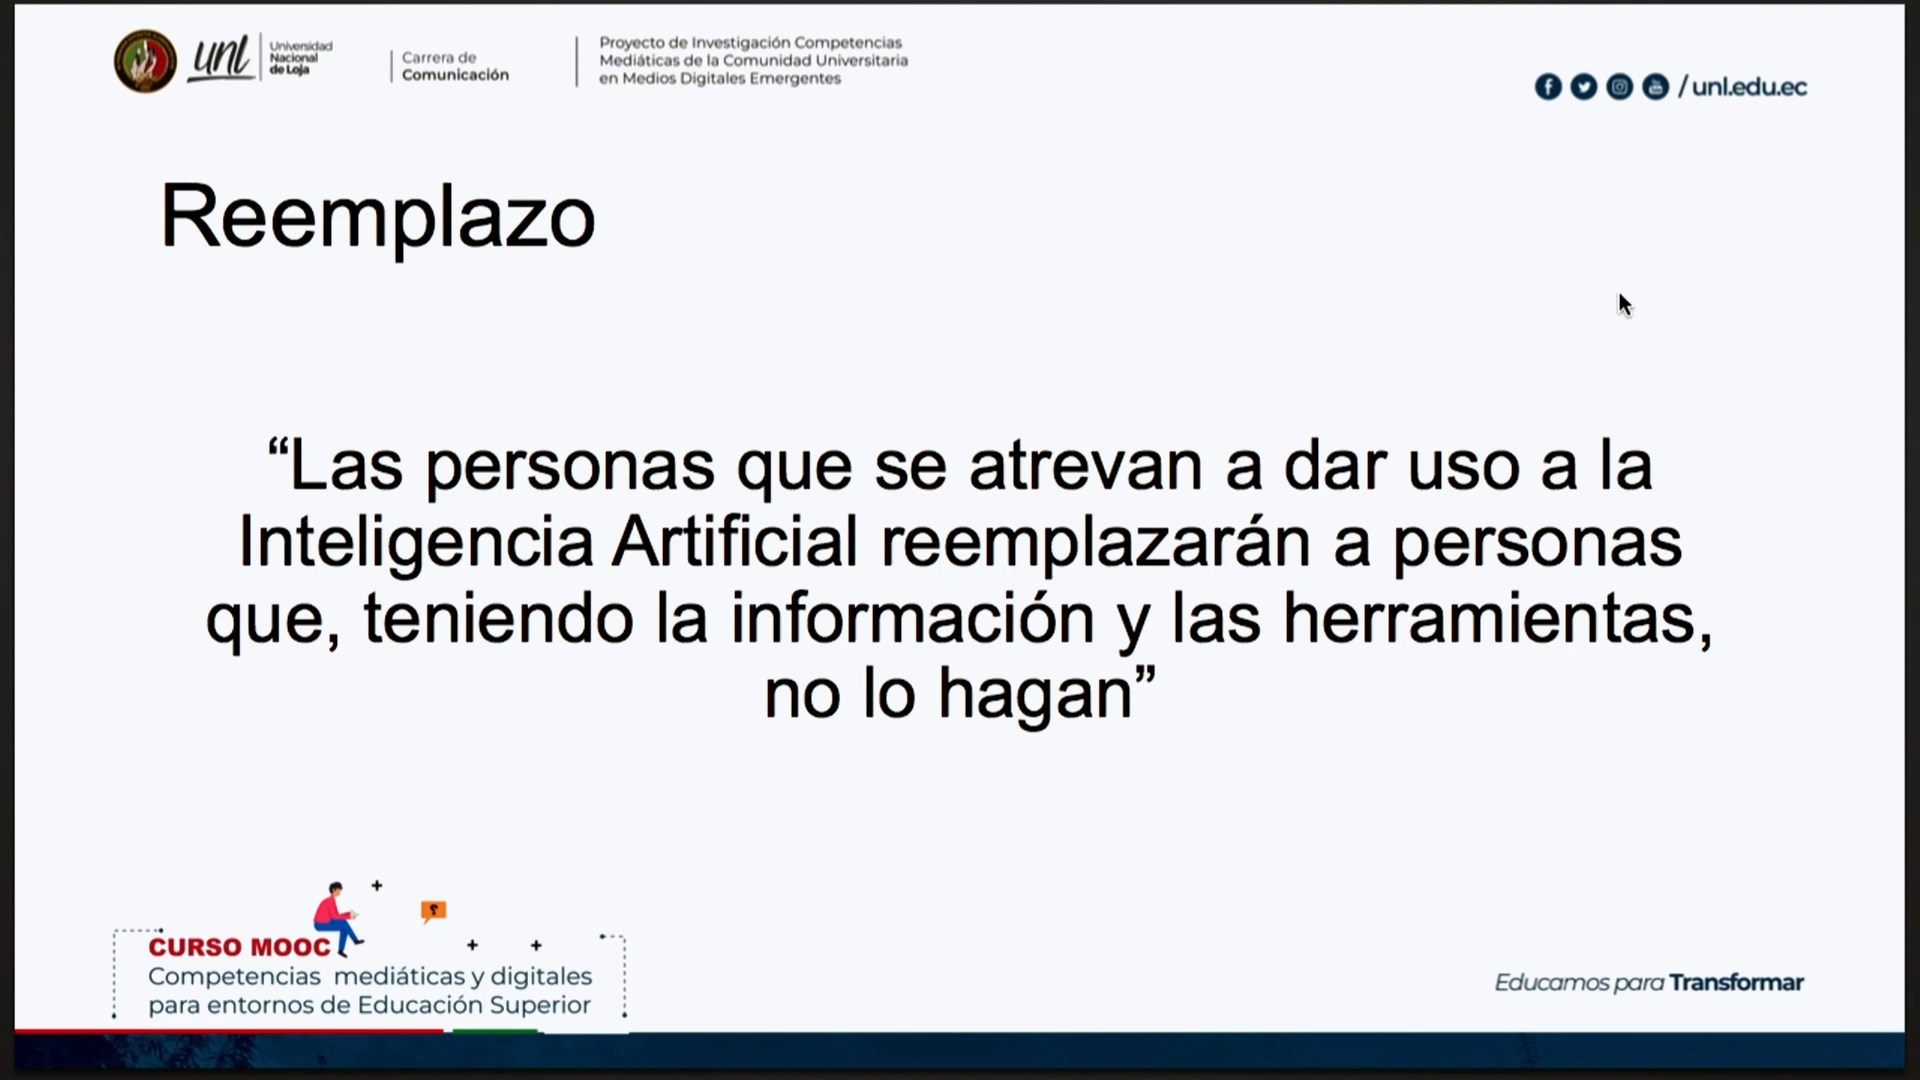 unl
Universidad
Nacional
de Loja
Carrera de
Comunicación
Proyecto de Investigación Competencias
Mediáticas de la Comunidad Universitaria
en Medios Digitales Emergentes
/ unl.edu.ec
Reemplazo
“Las personas que se atrevan a dar uso a la
Inteligencia Artificial reemplazarán a personas
que, teniendo la información y las herramientas,
no lo hagan”
CURSO MOOC
Competencias mediáticas y digitales
para entornos de Educación Superior
Educamos para Transformar